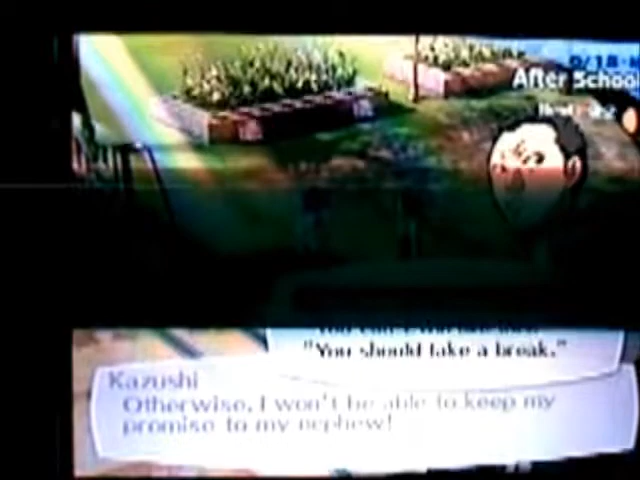 After School
"You should take a break."
Kazushi
Otherwise, I won't be able to keep my
promise to my nephew!